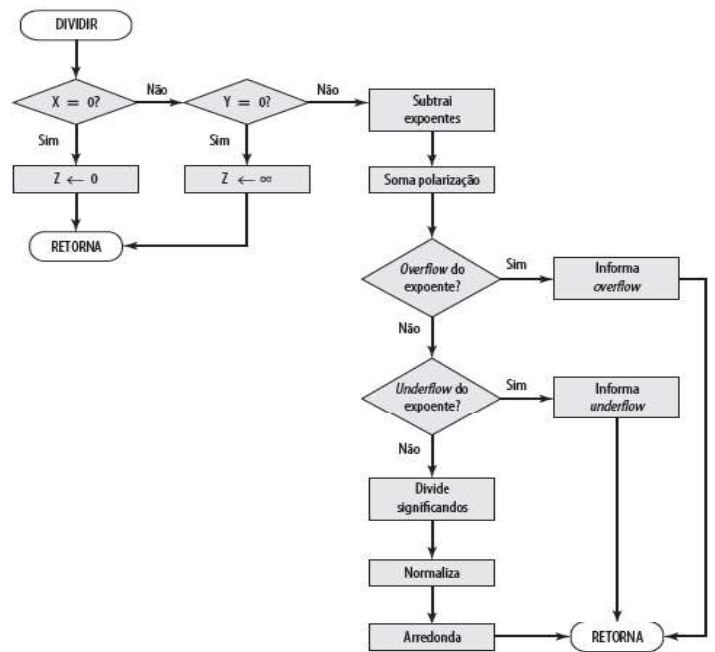 DIVIDIR
X = 0?
Não
Y = 0?
Não
Subtrai
expoentes
Sim
Sim
Z ← 0
Z ← ∞
Soma polarização
RETORNA
Overflow do
expoente?
Sim
Informa
overflow
Não
Underflow do
expoente?
Sim
Informa
underflow
Não
Divide
significandos
Normaliza
Arredonda
RETORNA